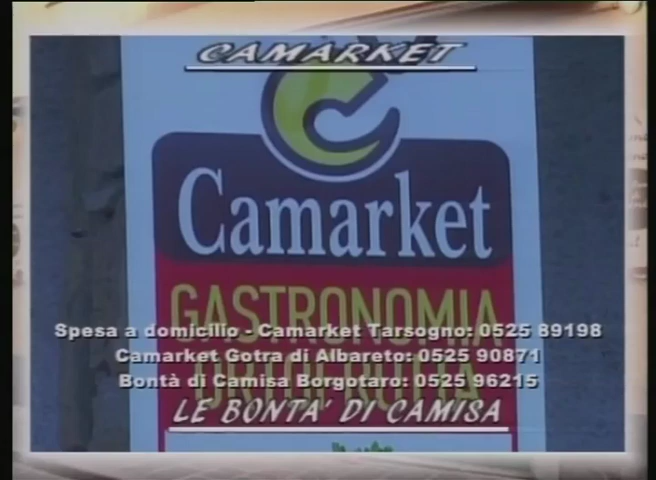 CAMARKET
Camarket
GASTRONOMIA
Spesa a domicilio - Camarket Tarsogno: 0525 89198
Camarket Gotra di Albareto: 0525 90871
ORTOFRUTTA
Bontà di Camisa Borgotaro: 0525 96215
LE BONTA' DI CAMISA